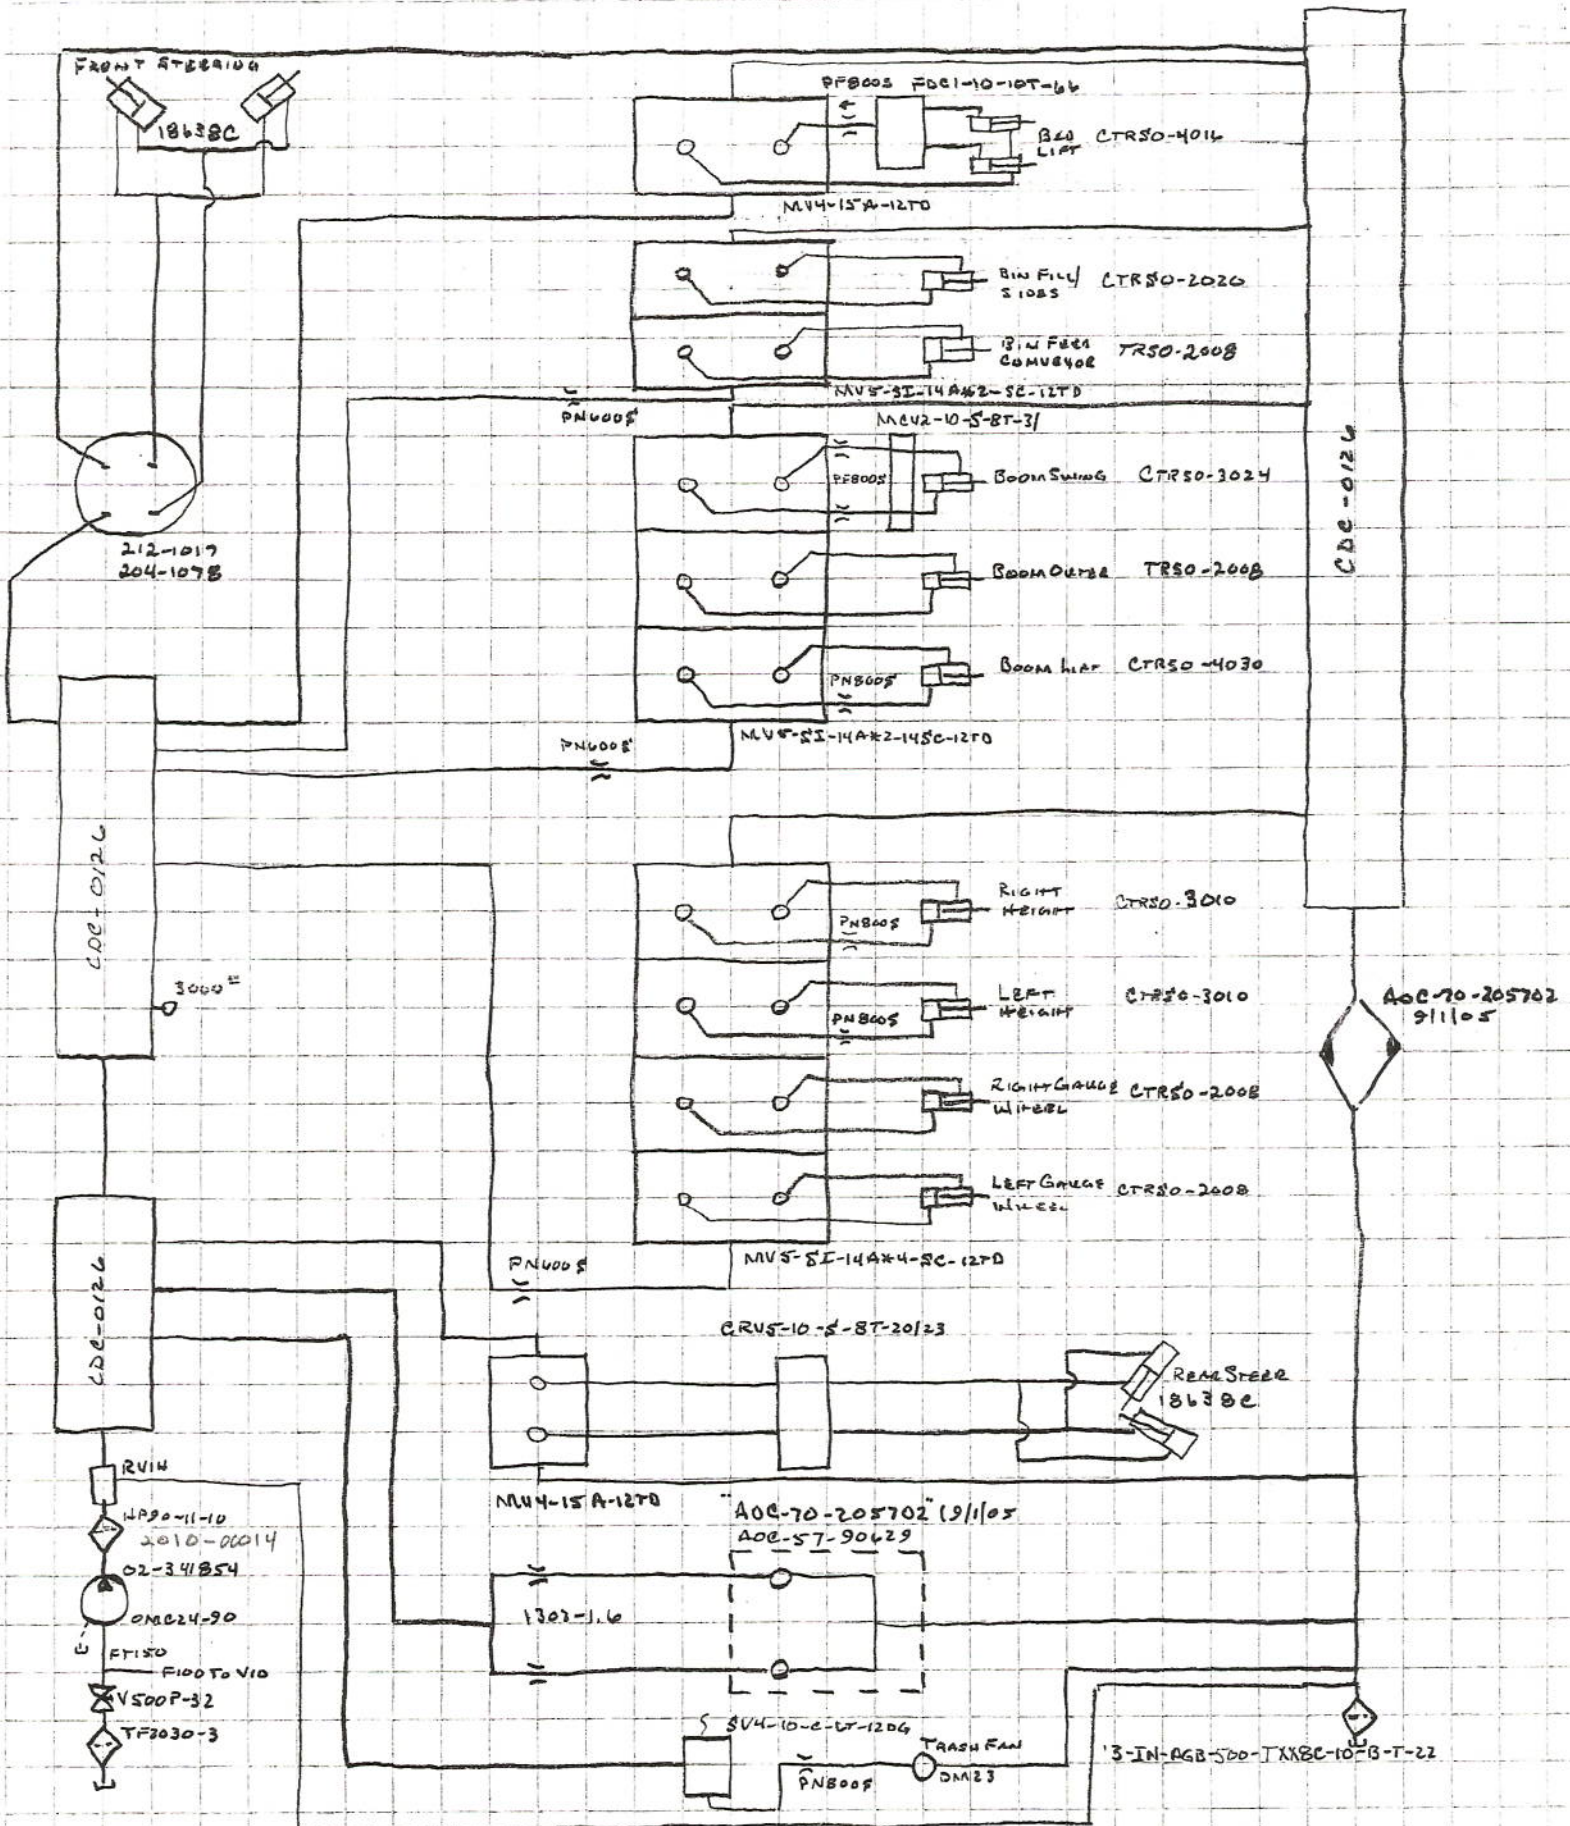 FRONT STEERING
18638C
PF800S FDC1-10-10T-66
BED
LIFT
CTR50-4016
MV4-15A-12TD
BIN FILL/
SIDES
CTR50-2020
BIN FEED
CONVEYOR
TR50-2008
MV5-SI-14A*2-SC-12TD
PN600S
MCV2-10-S-8T-31
PF800S
BOOM SWING CTR50-3024
CDC-0126
212-1017
204-1078
BOOM OUTER TR50-2008
BOOM LIFT CTR50-4030
PN800S
MV5-SI-14A*2-14SC-12TD
PN600S
CDC-0126
RIGHT
HEIGHT
CTR50-3010
PN800S
3000#
LEFT
HEIGHT
CTR50-3010
PN800S
AOC-70-205702
9/1/05
RIGHT GAUGE
WHEEL
CTR50-2008
LEFT GAUGE
WHEEL
CTR50-2008
MV5-SI-14A*4-SC-12TD
PN600S
CDC-0126
CRV5-10-S-8T-20/23
REAR STEER
18638C
RV1H
MV4-15A-12TD
"AOC-70-205702" (9/1/05
AOC-57-90629
HP90-11-10
2010-00014
02-341854
OMC24-90
1303-1.6
FT150
F100 TO V10
V500P-32
TF3030-3
SV4-10-C-6T-12DG
TRASH FAN
DM23
PN800S
13-IN-AGB-500-TXX8C-10-B-T-22